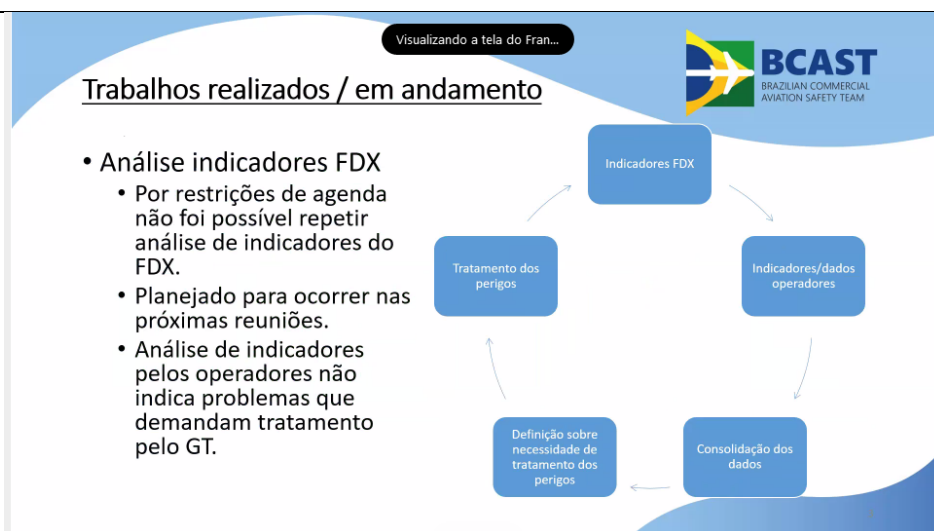 Visualizando a tela do Fran...
BCAST
BRAZILIAN COMMERCIAL
AVIATION SAFETY TEAM
Trabalhos realizados / em andamento
• Análise indicadores FDX
• Por restrições de agenda
não foi possível repetir
análise de indicadores do
FDX.
• Planejado para ocorrer nas
próximas reuniões.
• Análise de indicadores
pelos operadores não
indica problemas que
demandam tratamento
pelo GT.
Indicadores FDX
Indicadores/dados
operadores
Consolidação dos
dados
Definição sobre
necessidade de
tratamento dos
perigos
Tratamento dos
perigos